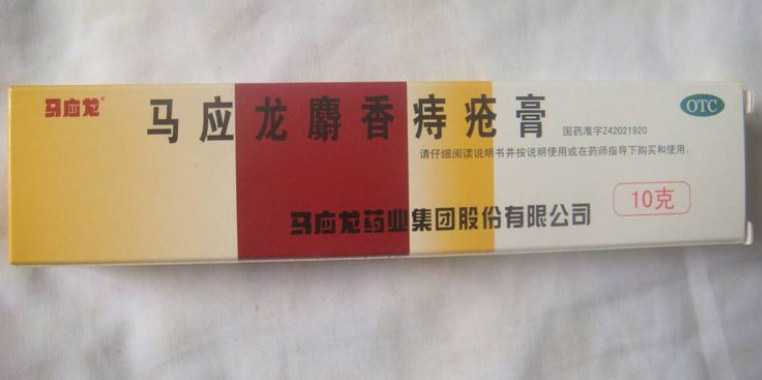 马应龙®
马应龙麝香痔疮膏
OTC
国药准字Z42021920
请仔细阅读说明书并按说明使用或在药师指导下购买和使用。
10克
马应龙药业集团股份有限公司